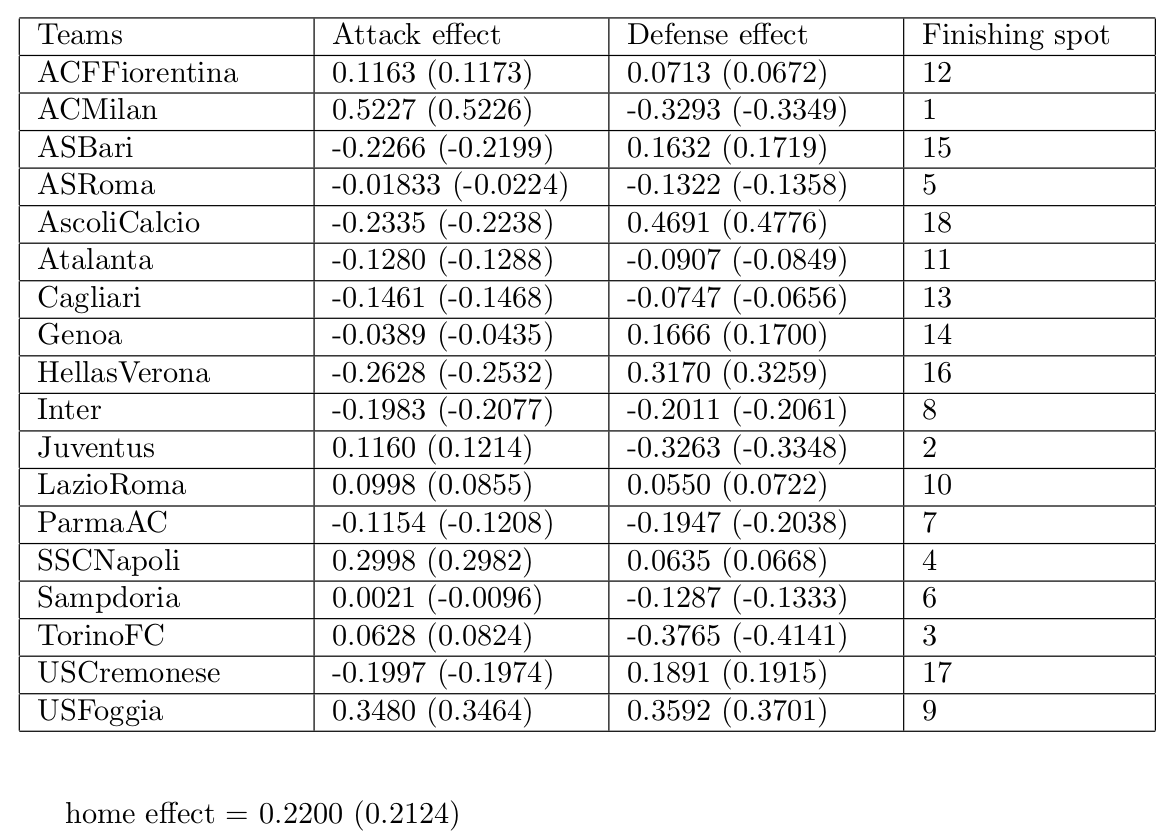 Teams Attack effect Defense effect Finishing spot
ACFFiorentina 0.1163 (0.1173) 0.0713 (0.0672) 12
ACMilan 0.5227 (0.5226) -0.3293 (-0.3349) 1
ASBari -0.2266 (-0.2199) 0.1632 (0.1719) 15
ASRoma -0.01833 (-0.0224) -0.1322 (-0.1358) 5
AscoliCalcio -0.2335 (-0.2238) 0.4691 (0.4776) 18
Atalanta -0.1280 (-0.1288) -0.0907 (-0.0849) 11
Cagliari -0.1461 (-0.1468) -0.0747 (-0.0656) 13
Genoa -0.0389 (-0.0435) 0.1666 (0.1700) 14
HellasVerona -0.2628 (-0.2532) 0.3170 (0.3259) 16
Inter -0.1983 (-0.2077) -0.2011 (-0.2061) 8
Juventus 0.1160 (0.1214) -0.3263 (-0.3348) 2
LazioRoma 0.0998 (0.0855) 0.0550 (0.0722) 10
ParmaAC -0.1154 (-0.1208) -0.1947 (-0.2038) 7
SSCNapoli 0.2998 (0.2982) 0.0635 (0.0668) 4
Sampdoria 0.0021 (-0.0096) -0.1287 (-0.1333) 6
TorinoFC 0.0628 (0.0824) -0.3765 (-0.4141) 3
USCremonese -0.1997 (-0.1974) 0.1891 (0.1915) 17
USFoggia 0.3480 (0.3464) 0.3592 (0.3701) 9
home effect = 0.2200 (0.2124)